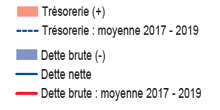 Trésorerie (+)
Trésorerie : moyenne 2017 - 2019
Dette brute (-)
Dette nette
Dette brute : moyenne 2017 - 2019